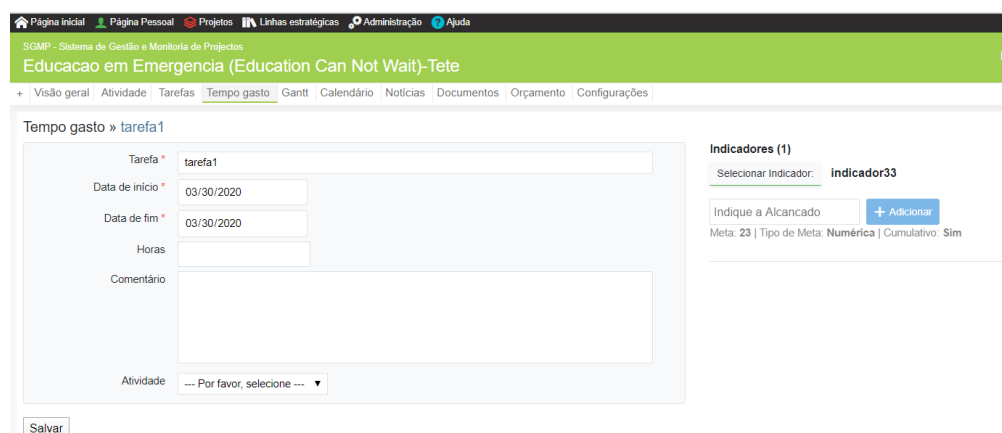 Página inicial Página Pessoal Projetos Linhas estratégicas Administração ? Ajuda
SGMP - Sistema de Gestão e Monitoria de Projectos
Educacao em Emergencia (Education Can Not Wait)-Tete
+ Visão geral Atividade Tarefas Tempo gasto Gantt Calendário Notícias Documentos Orçamento Configurações
Tempo gasto » tarefa1
Tarefa * tarefa1
Data de início * 03/30/2020
Data de fim * 03/30/2020
Horas
Comentário
Atividade --- Por favor, selecione --- ▼
Salvar
Indicadores (1)
Selecionar Indicador: indicador33
Indique a Alcancado + Adicionar
Meta: 23 | Tipo de Meta: Numérica | Cumulativo: Sim